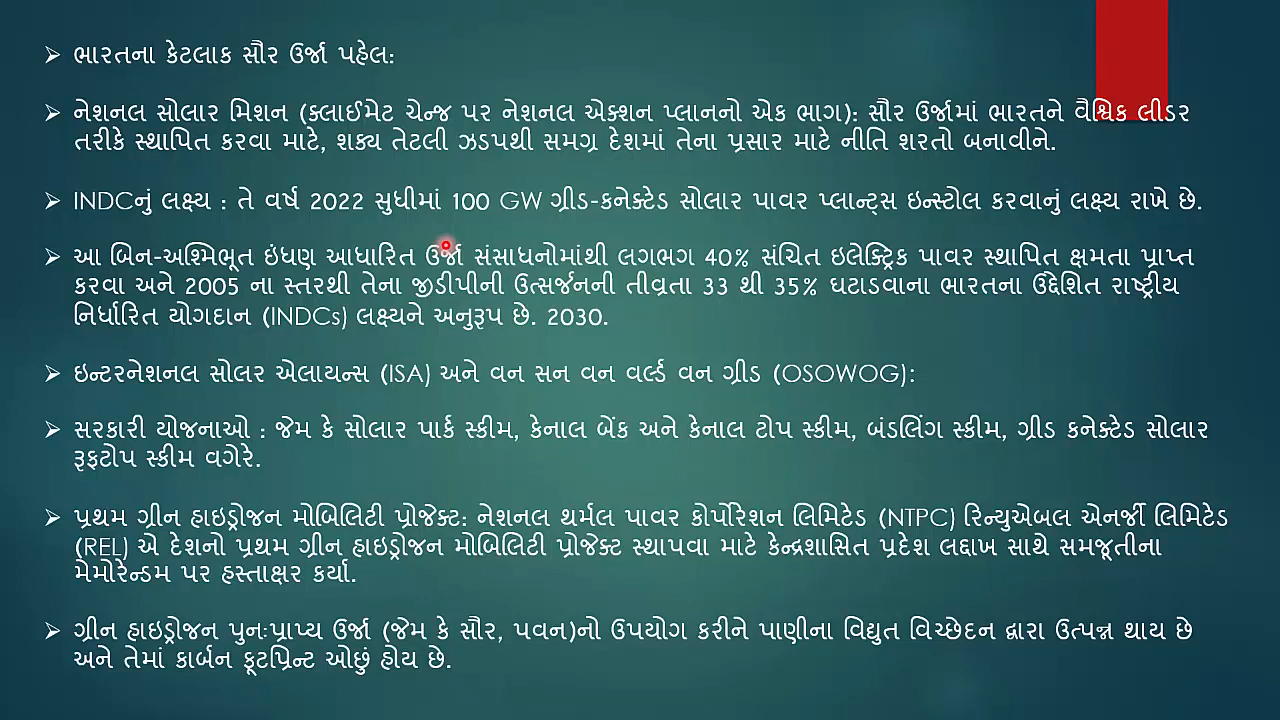 ભારતના કેટલાક સૌર ઉર્જા પહેલ:
નેશનલ સોલાર મિશન (ક્લાઈમેટ ચેન્જ પર નેશનલ એક્શન પ્લાનનો એક ભાગ): સૌર ઉર્જામાં ભારતને વૈશ્વિક લીડર
તરીકે સ્થાપિત કરવા માટે, શક્ય તેટલી ઝડપથી સમગ્ર દેશમાં તેના પ્રસાર માટે નીતિ શરતો બનાવીને.
INDCનું લક્ષ્ય : તે વર્ષ 2022 સુધીમાં 100 GW ગ્રીડ-કનેક્ટેડ સોલાર પાવર પ્લાન્ટ્સ ઇન્સ્ટોલ કરવાનું લક્ષ્ય રાખે છે.
આ બિન-અશ્મિભૂત ઇંધણ આધારિત ઉર્જા સંસાધનોમાંથી લગભગ 40% સંચિત ઇલેક્ટ્રિક પાવર સ્થાપિત ક્ષમતા પ્રાપ્ત
કરવા અને 2005 ના સ્તરથી તેના જીડીપીની ઉત્સર્જનની તીવ્રતા 33 થી 35% ઘટાડવાના ભારતના ઉદ્દેશિત રાષ્ટ્રીય
નિર્ધારિત યોગદાન (INDCs) લક્ષ્યને અનુરૂપ છે. 2030.
ઇન્ટરનેશનલ સોલર એલાયન્સ (ISA) અને વન સન વન વર્લ્ડ વન ગ્રીડ (OSOWOG):
સરકારી યોજનાઓ : જેમ કે સોલાર પાર્ક સ્કીમ, કેનાલ બેંક અને કેનાલ ટોપ સ્કીમ, બંડલિંગ સ્કીમ, ગ્રીડ કનેક્ટેડ સોલાર
રૂફટોપ સ્કીમ વગેરે.
પ્રથમ ગ્રીન હાઇડ્રોજન મોબિલિટી પ્રોજેક્ટ: નેશનલ થર્મલ પાવર કોર્પોરેશન લિમિટેડ (NTPC) રિન્યુએબલ એનર્જી લિમિટેડ
(REL) એ દેશનો પ્રથમ ગ્રીન હાઇડ્રોજન મોબિલિટી પ્રોજેક્ટ સ્થાપવા માટે કેન્દ્રશાસિત પ્રદેશ લદ્દાખ સાથે સમજૂતીના
મેમોરેન્ડમ પર હસ્તાક્ષર કર્યા.
ગ્રીન હાઇડ્રોજન પુનઃપ્રાપ્ય ઉર્જા (જેમ કે સૌર, પવન)નો ઉપયોગ કરીને પાણીના વિદ્યુત વિચ્છેદન દ્વારા ઉત્પન્ન થાય છે
અને તેમાં કાર્બન ફૂટપ્રિન્ટ ઓછું હોય છે.